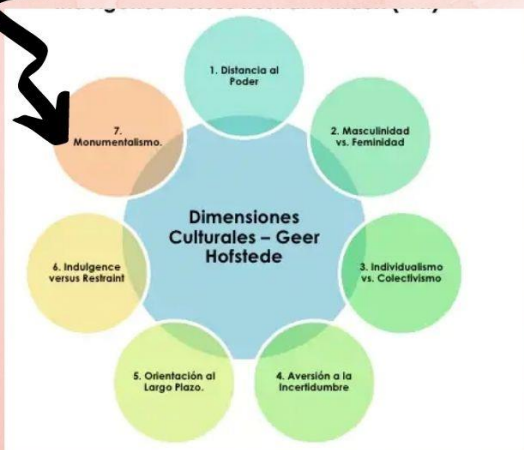 1. Distancia al
Poder
2. Masculinidad
vs. Feminidad
3. Individualismo
vs. Colectivismo
4. Aversión a la
Incertidumbre
5. Orientación al
Largo Plazo.
6. Indulgence
versus Restraint
7.
Monumentalismo.
Dimensiones
Culturales – Geer
Hofstede